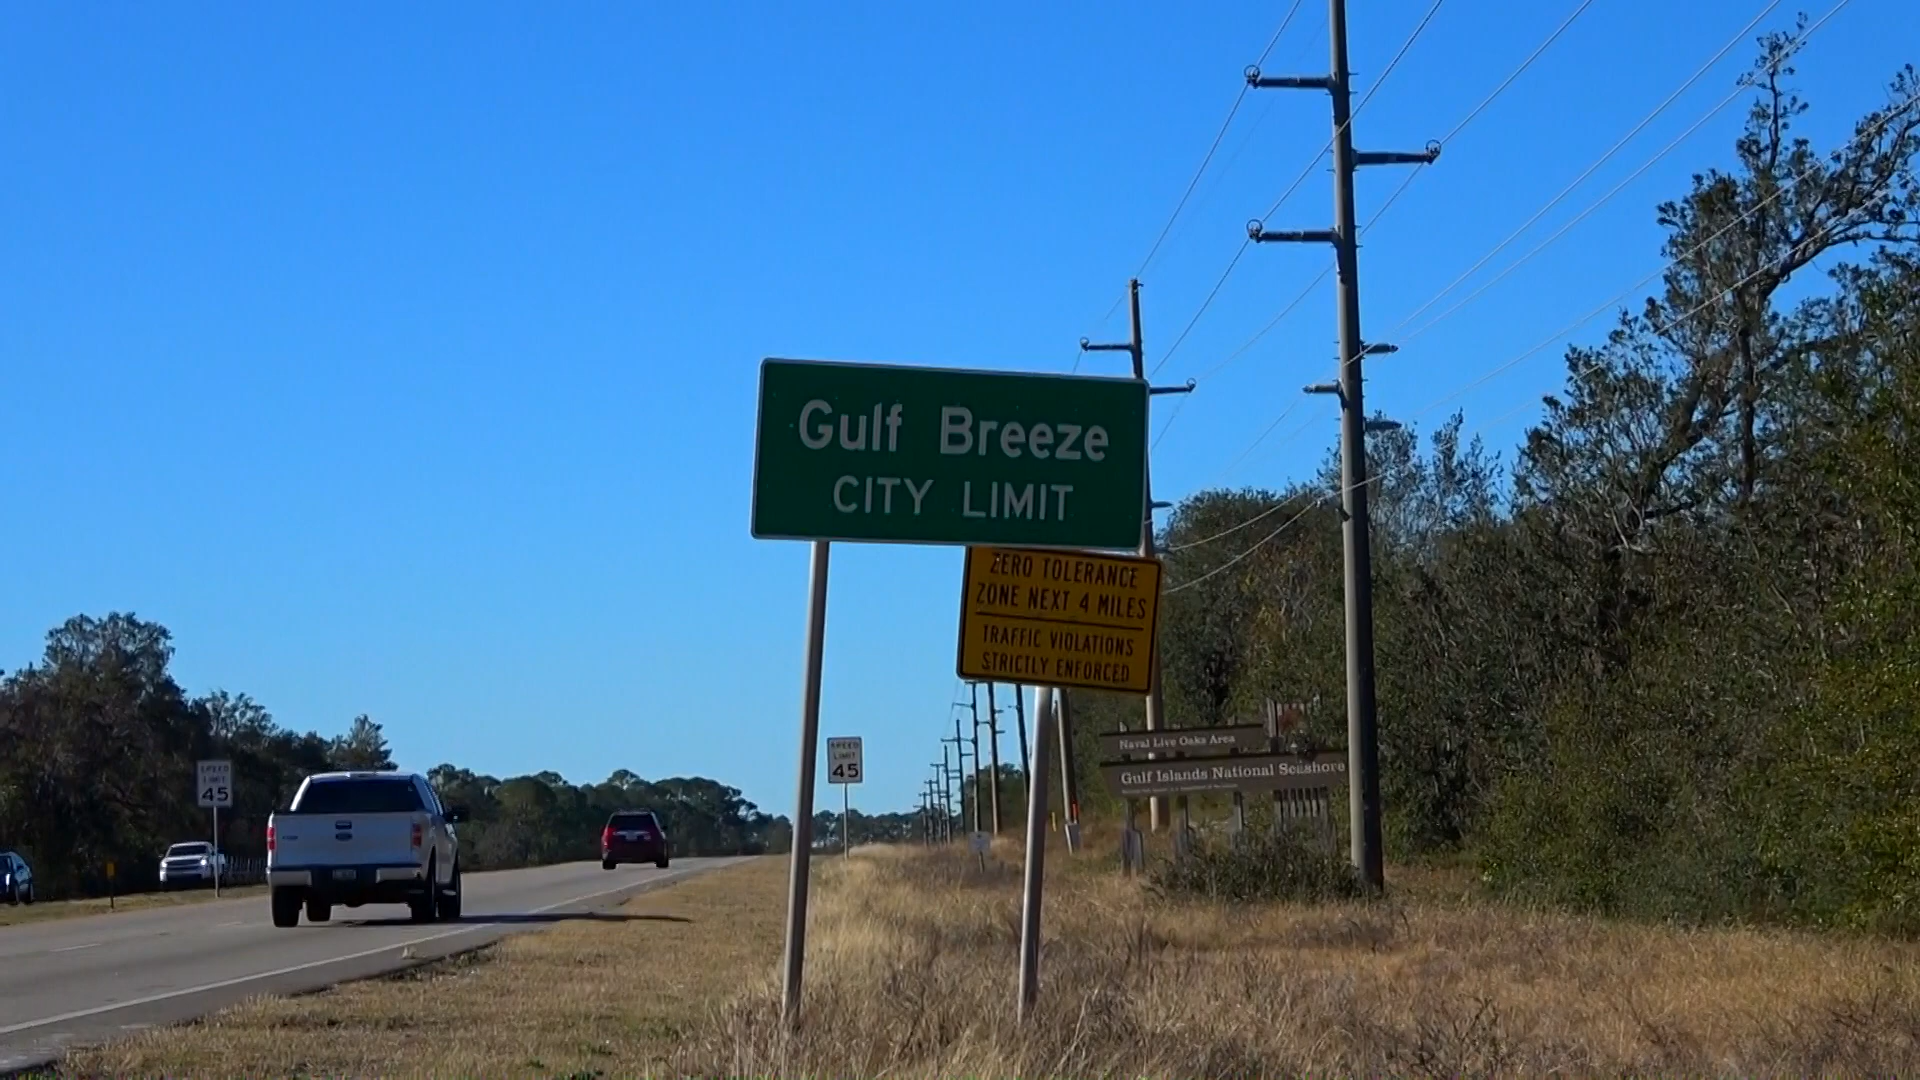 Gulf Breeze
CITY LIMIT
ZERO TOLERANCE
ZONE NEXT 4 MILES
TRAFFIC VIOLATIONS
STRICTLY ENFORCED
SPEED
LIMIT
45
SPEED
LIMIT
45
Naval Live Oaks Area
Gulf Islands National Seashore